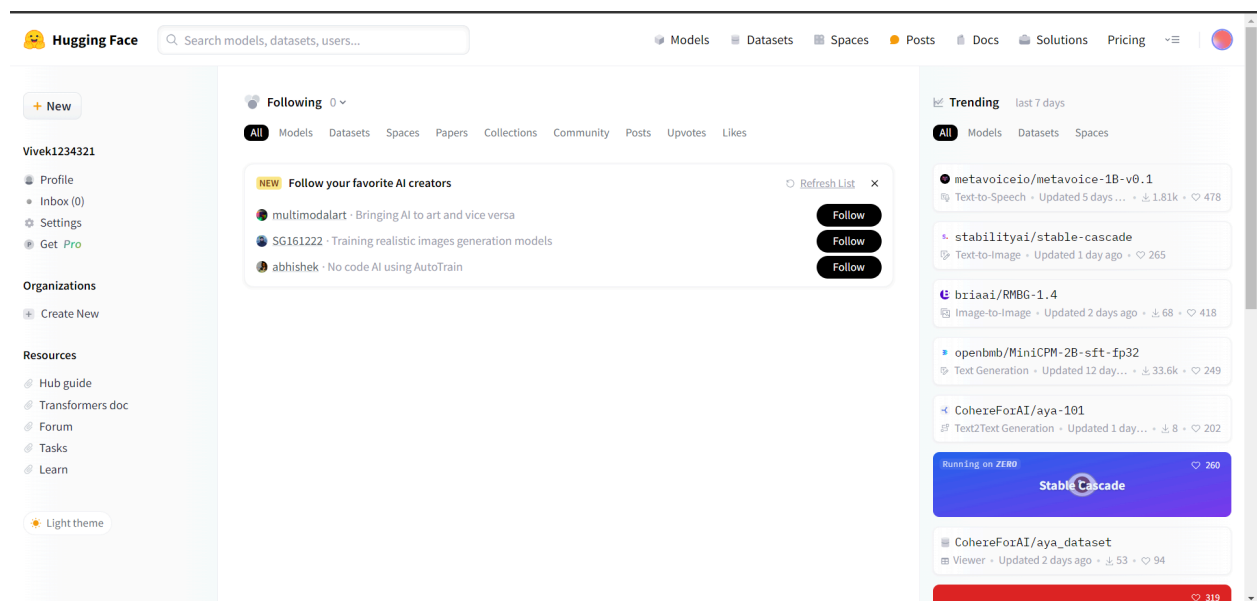 Hugging Face
Search models, datasets, users...
Models
Datasets
Spaces
Posts
Docs
Solutions
Pricing
+ New
Vivek1234321
Profile
Inbox (0)
Settings
Get Pro
Organizations
Create New
Resources
Hub guide
Transformers doc
Forum
Tasks
Learn
Light theme
Following 0
All Models Datasets Spaces Papers Collections Community Posts Upvotes Likes
NEW Follow your favorite AI creators Refresh List
multimodalart · Bringing AI to art and vice versa Follow
SG161222 · Training realistic images generation models Follow
abhishek · No code AI using AutoTrain Follow
Trending last 7 days
All Models Datasets Spaces
metavoiceio/metavoice-1B-v0.1
Text-to-Speech • Updated 5 days ... • 1.81k • 478
stabilityai/stable-cascade
Text-to-Image • Updated 1 day ago • 265
briaai/RMBG-1.4
Image-to-Image • Updated 2 days ago • 68 • 418
openbmb/MiniCPM-2B-sft-fp32
Text Generation • Updated 12 day... • 33.6k • 249
CohereForAI/aya-101
Text2Text Generation • Updated 1 day... • 8 • 202
Running on ZERO 260
Stable Cascade
CohereForAI/aya_dataset
Viewer • Updated 2 days ago • 53 • 94
319